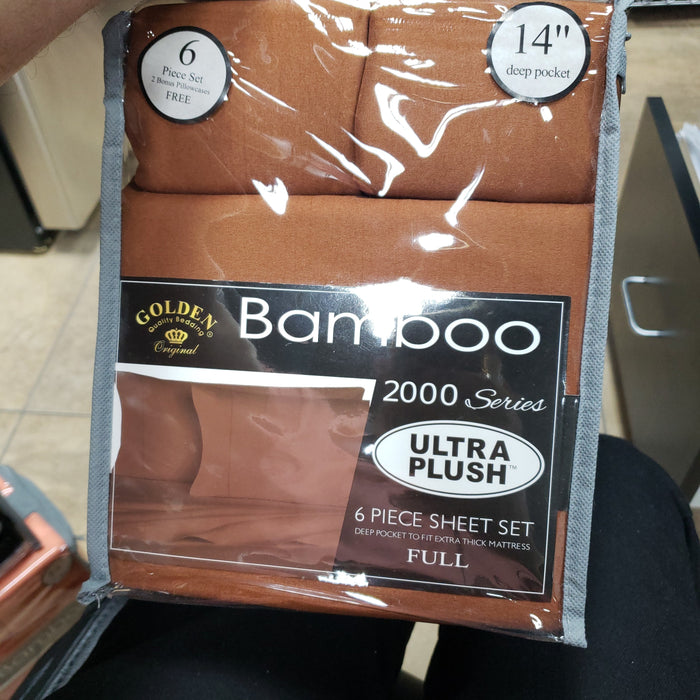 6
Piece Set
2 Bonus Pillowcases
FREE
14"
deep pocket
GOLDEN
Quality Bedding ®
Original
Bamboo
2000 Series
ULTRA
PLUSH™
6 PIECE SHEET SET
DEEP POCKET TO FIT EXTRA THICK MATTRESS
FULL